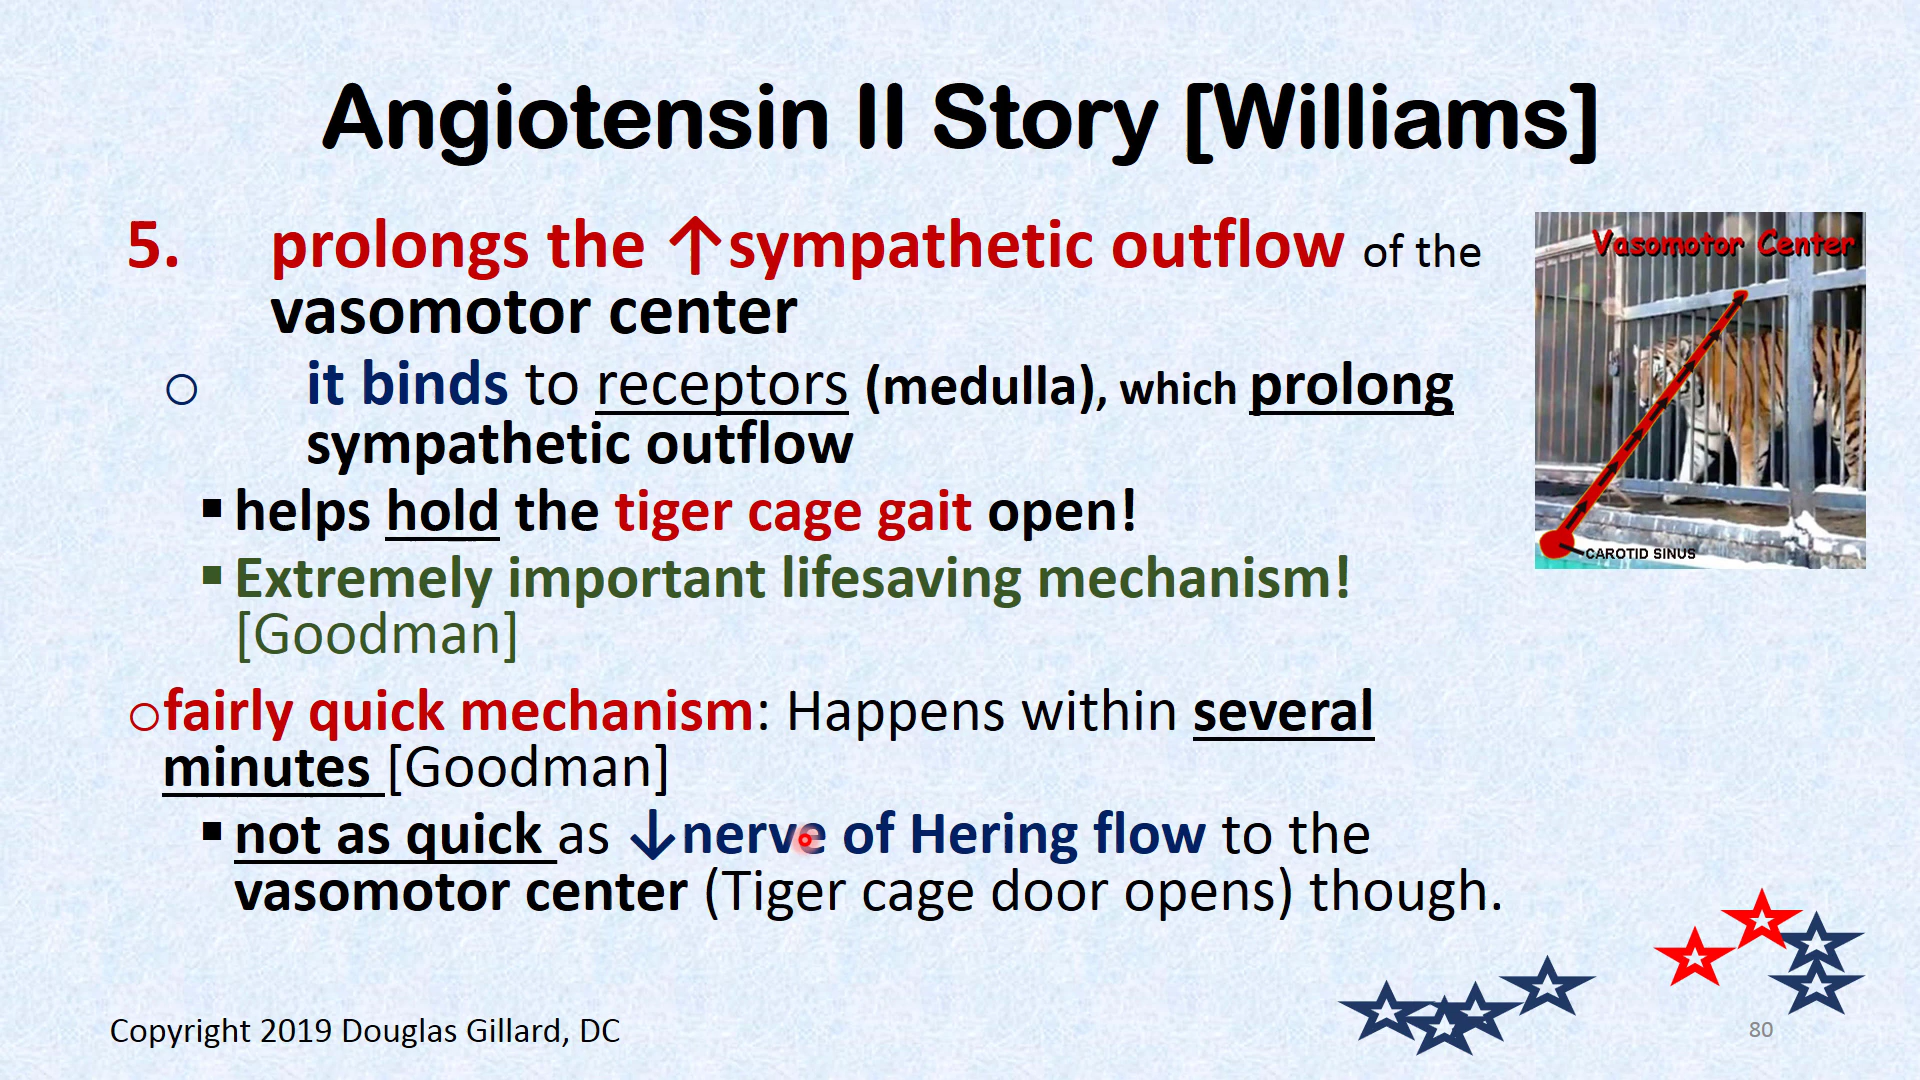 Angiotensin II Story [Williams]
5. prolongs the ↑sympathetic outflow of the
vasomotor center
o it binds to receptors (medulla), which prolong
sympathetic outflow
▪ helps hold the tiger cage gait open!
▪ Extremely important lifesaving mechanism!
[Goodman]
o fairly quick mechanism: Happens within several
minutes [Goodman]
▪ not as quick as ↓nerve of Hering flow to the
vasomotor center (Tiger cage door opens) though.
Vasomotor Center
CAROTID SINUS
Copyright 2019 Douglas Gillard, DC
80